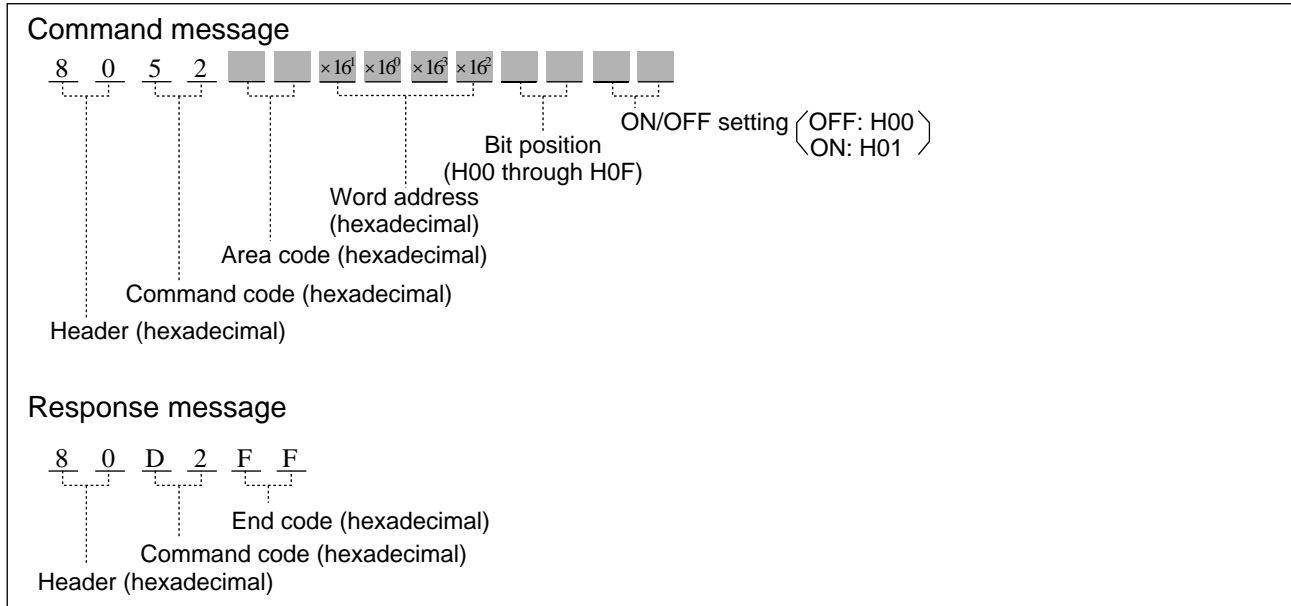 Command message
8 0 5 2 ×16¹ ×16⁰ ×16³ ×16²
ON/OFF setting (OFF: H00
ON: H01)
Bit position
(H00 through H0F)
Word address
(hexadecimal)
Area code (hexadecimal)
Command code (hexadecimal)
Header (hexadecimal)
Response message
8 0 D 2 F F
End code (hexadecimal)
Command code (hexadecimal)
Header (hexadecimal)